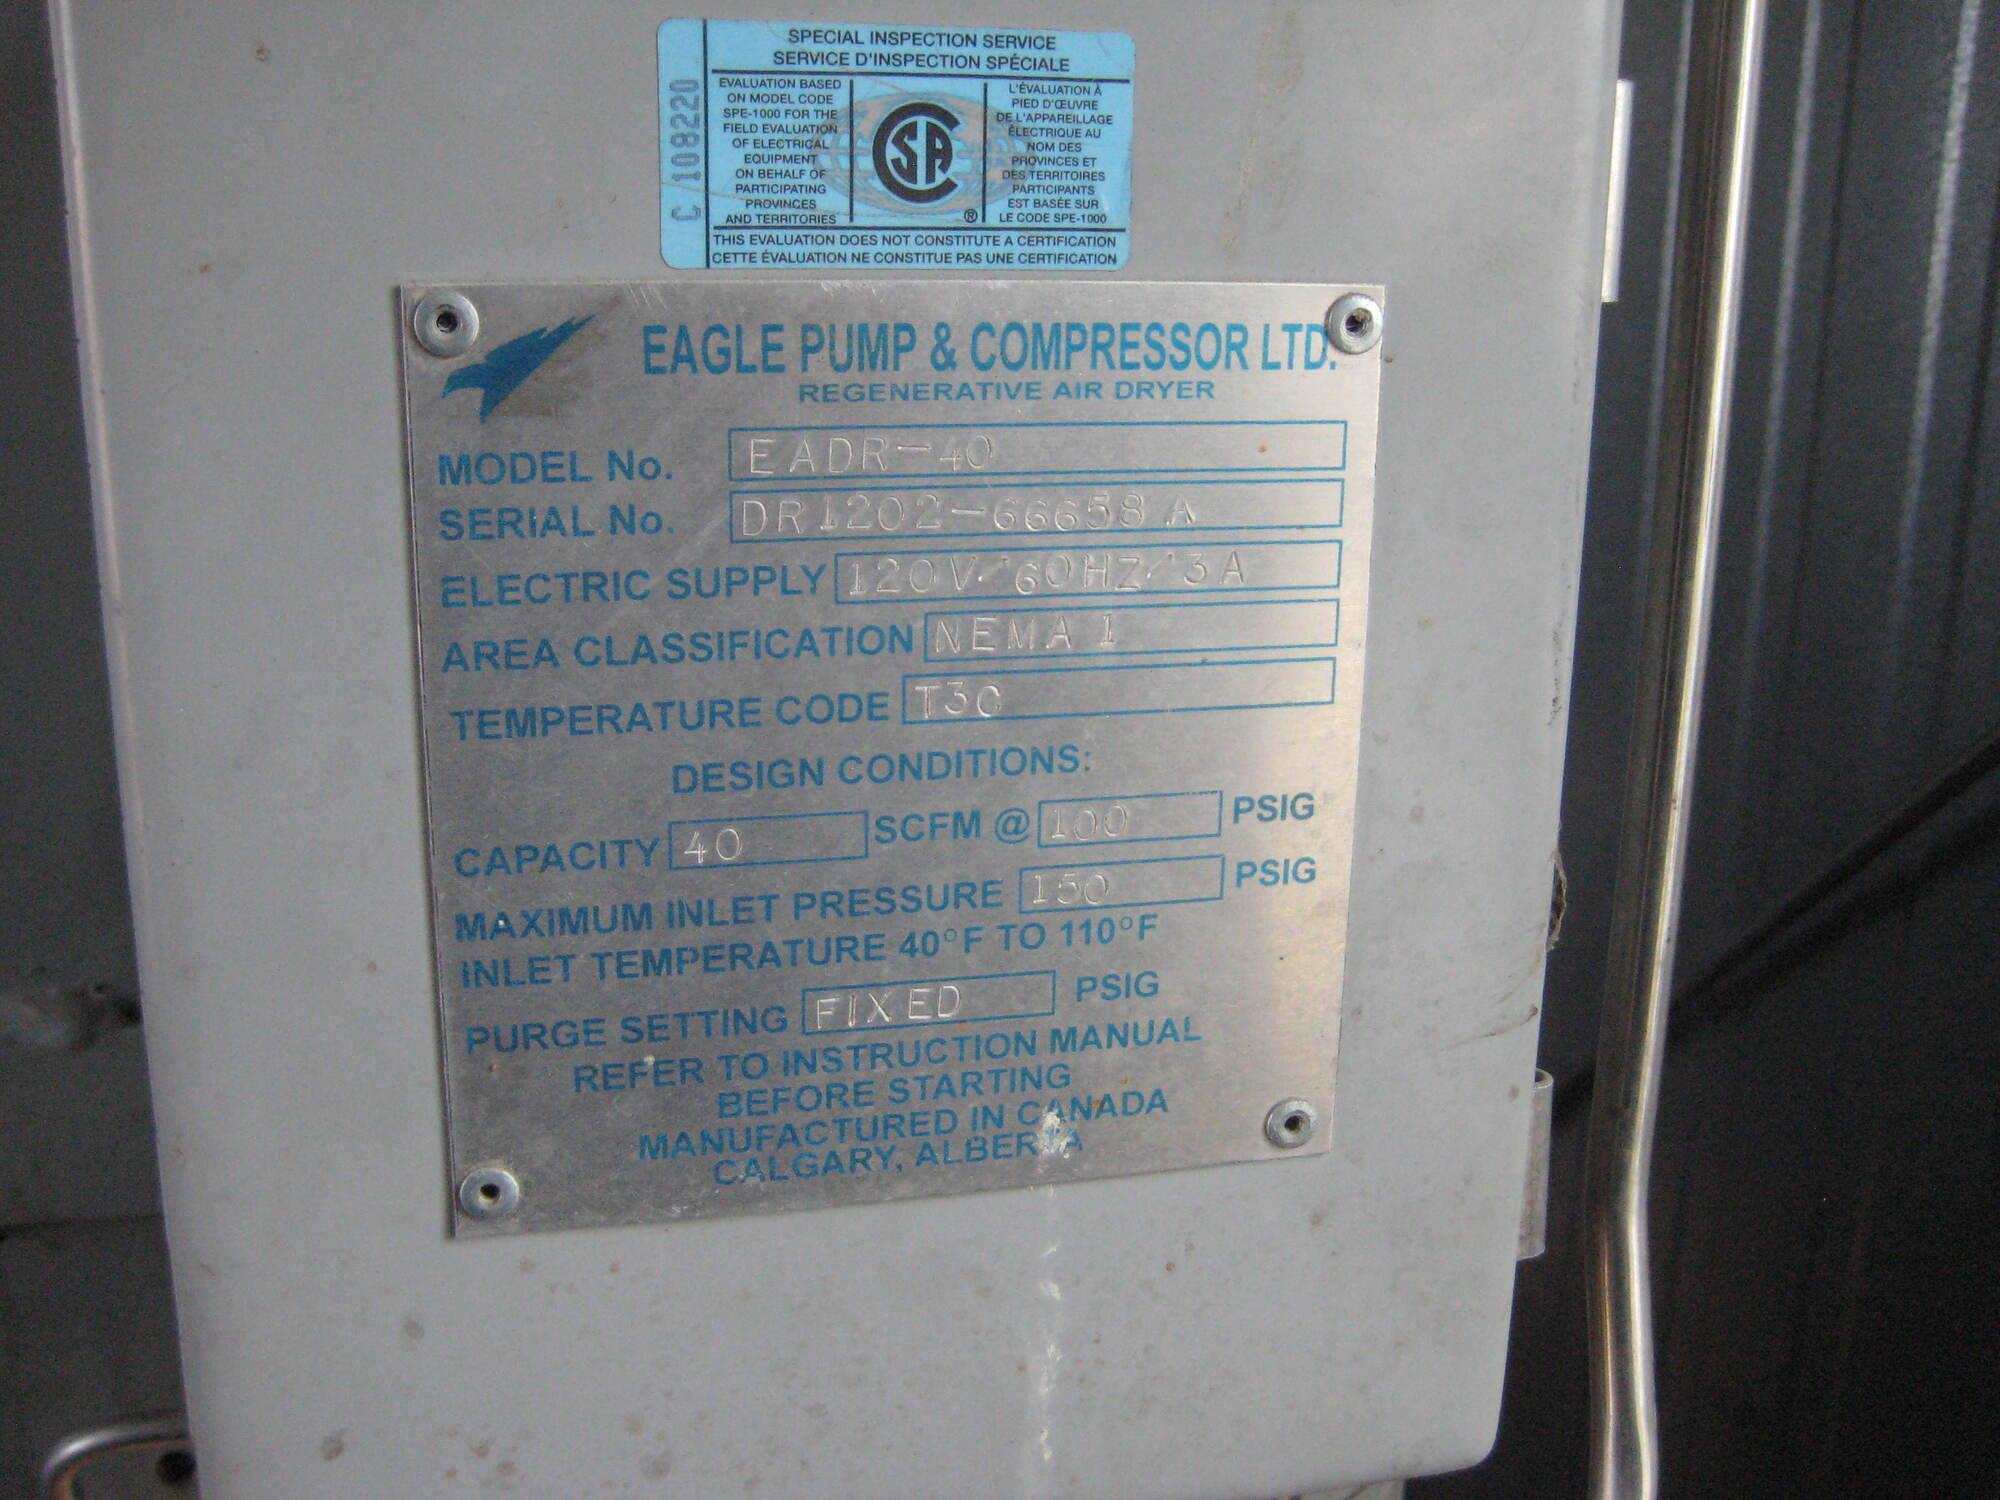 SPECIAL INSPECTION SERVICE
SERVICE D'INSPECTION SPÉCIALE
C 108220
EVALUATION BASED
ON MODEL CODE
SPE-1000 FOR THE
FIELD EVALUATION
OF ELECTRICAL
EQUIPMENT
ON BEHALF OF
PARTICIPATING
PROVINCES
AND TERRITORIES
CSA
®
L'ÉVALUATION À
PIED D'ŒUVRE
DE L'APPAREILLAGE
ÉLECTRIQUE AU
NOM DES
PROVINCES ET
DES TERRITOIRES
PARTICIPANTS
EST BASÉE SUR
LE CODE SPE-1000
THIS EVALUATION DOES NOT CONSTITUTE A CERTIFICATION
CETTE ÉVALUATION NE CONSTITUE PAS UNE CERTIFICATION
EAGLE PUMP & COMPRESSOR LTD.
REGENERATIVE AIR DRYER
MODEL No. EADR-40
SERIAL No. DR1202-66658A
ELECTRIC SUPPLY 120V/60HZ/3A
AREA CLASSIFICATION NEMA 1
TEMPERATURE CODE T3C
DESIGN CONDITIONS:
CAPACITY 40 SCFM @ 100 PSIG
MAXIMUM INLET PRESSURE 150 PSIG
INLET TEMPERATURE 40°F TO 110°F
PURGE SETTING FIXED PSIG
REFER TO INSTRUCTION MANUAL
BEFORE STARTING
MANUFACTURED IN CANADA
CALGARY, ALBERTA